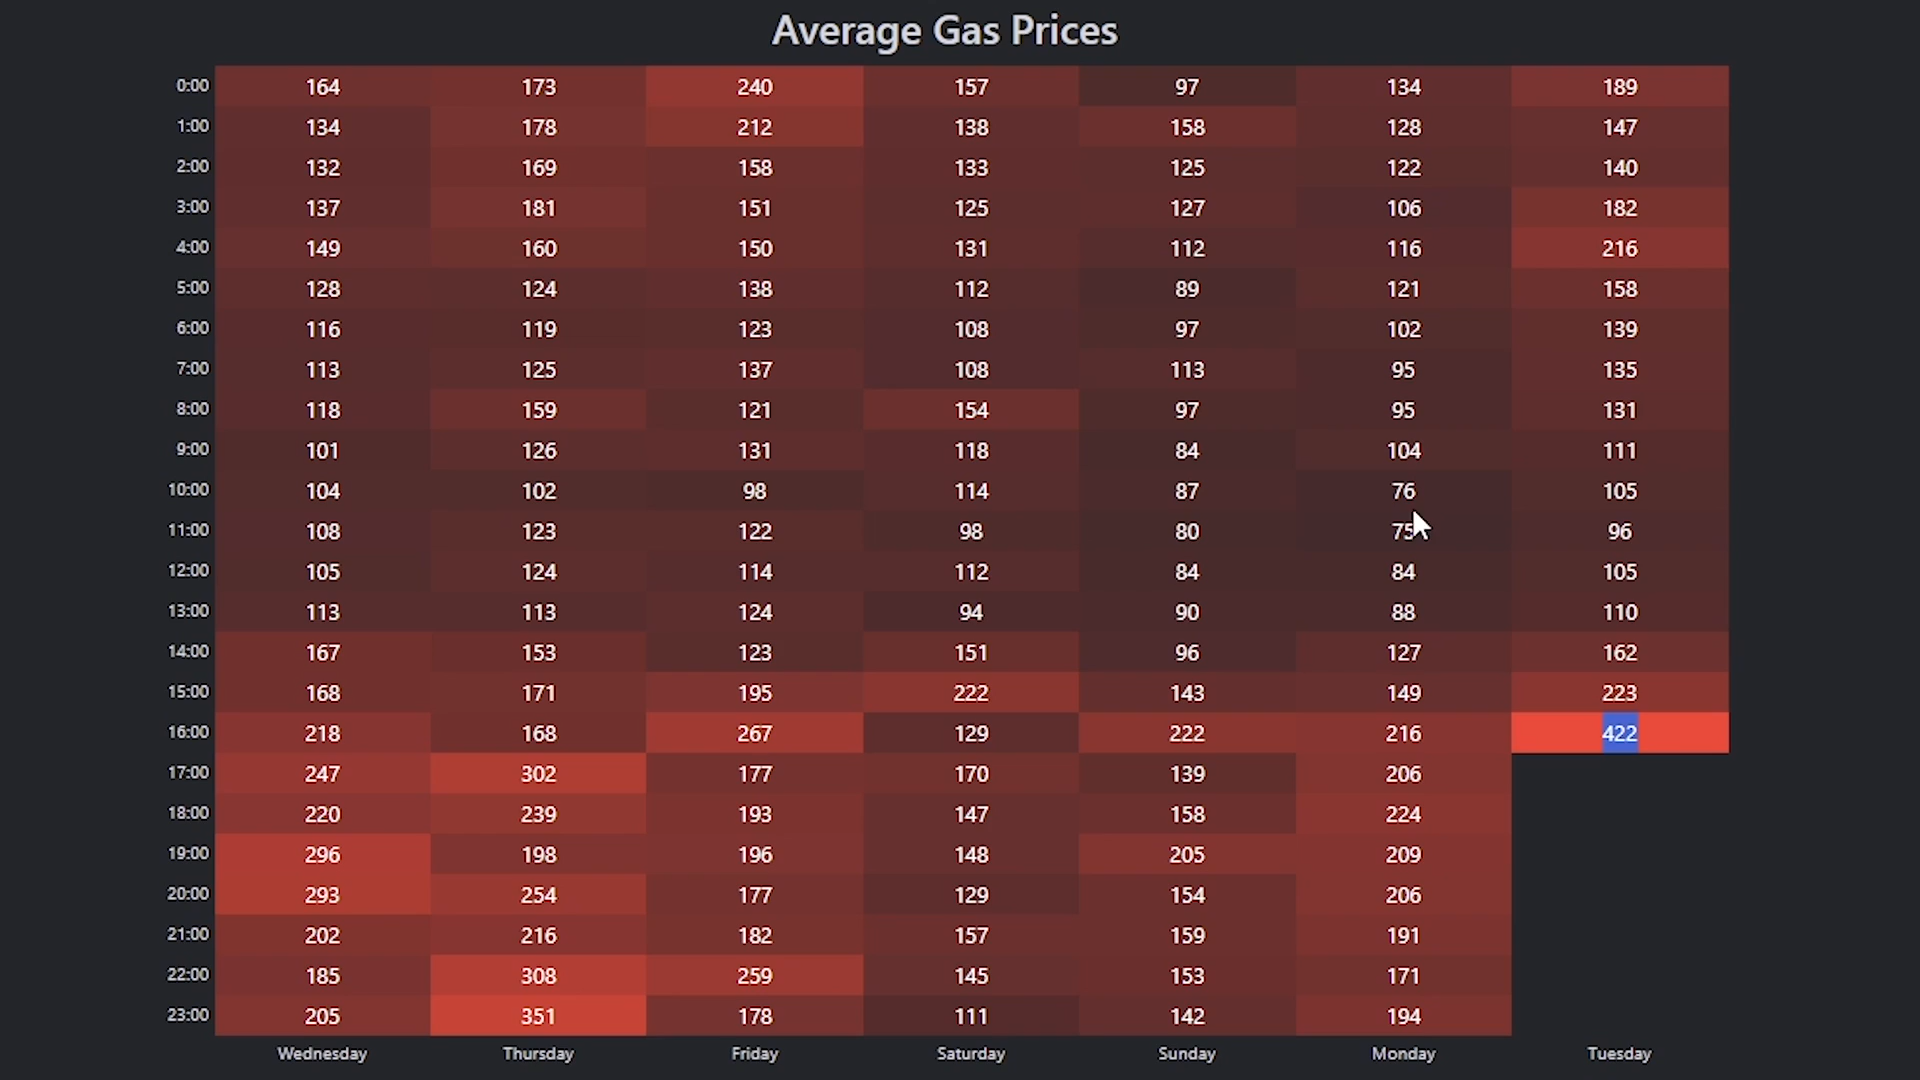 Average Gas Prices
0:00 164 173 240 157 97 134 189
1:00 134 178 212 138 158 128 147
2:00 132 169 158 133 125 122 140
3:00 137 181 151 125 127 106 182
4:00 149 160 150 131 112 116 216
5:00 128 124 138 112 89 121 158
6:00 116 119 123 108 97 102 139
7:00 113 125 137 108 113 95 135
8:00 118 159 121 154 97 95 131
9:00 101 126 131 118 84 104 111
10:00 104 102 98 114 87 76 105
11:00 108 123 122 98 80 75 96
12:00 105 124 114 112 84 84 105
13:00 113 113 124 94 90 88 110
14:00 167 153 123 151 96 127 162
15:00 168 171 195 222 143 149 223
16:00 218 168 267 129 222 216 422
17:00 247 302 177 170 139 206
18:00 220 239 193 147 158 224
19:00 296 198 196 148 205 209
20:00 293 254 177 129 154 206
21:00 202 216 182 157 159 191
22:00 185 308 259 145 153 171
23:00 205 351 178 111 142 194
Wednesday Thursday Friday Saturday Sunday Monday Tuesday